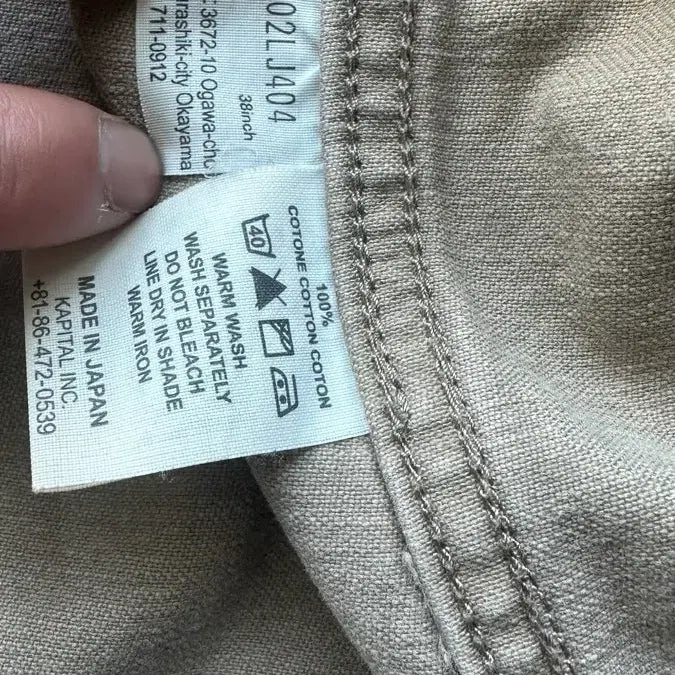 02LJ404
38inch
3672-10 Ogawa-cho
rashiki-city Okayama
711-0912
100%
COTONE COTTON COTON
40
WARM WASH
WASH SEPARATELY
DO NOT BLEACH
LINE DRY IN SHADE
WARM IRON
MADE IN JAPAN
KAPITAL INC.
+81-86-472-0539